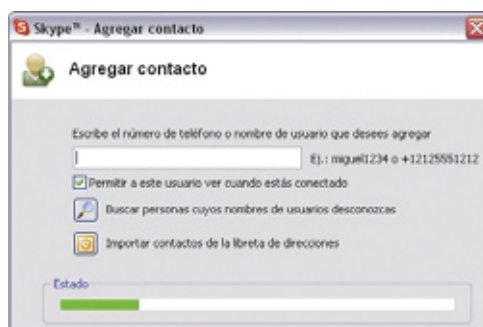 Skype™ - Agregar contacto
Agregar contacto
Escribe el número de teléfono o nombre de usuario que desees agregar
Ej.: miguel1234 o +12125551212
Permitir a este usuario ver cuando estás conectado
Buscar personas cuyos nombres de usuarios desconozcas
Importar contactos de la libreta de direcciones
Estado